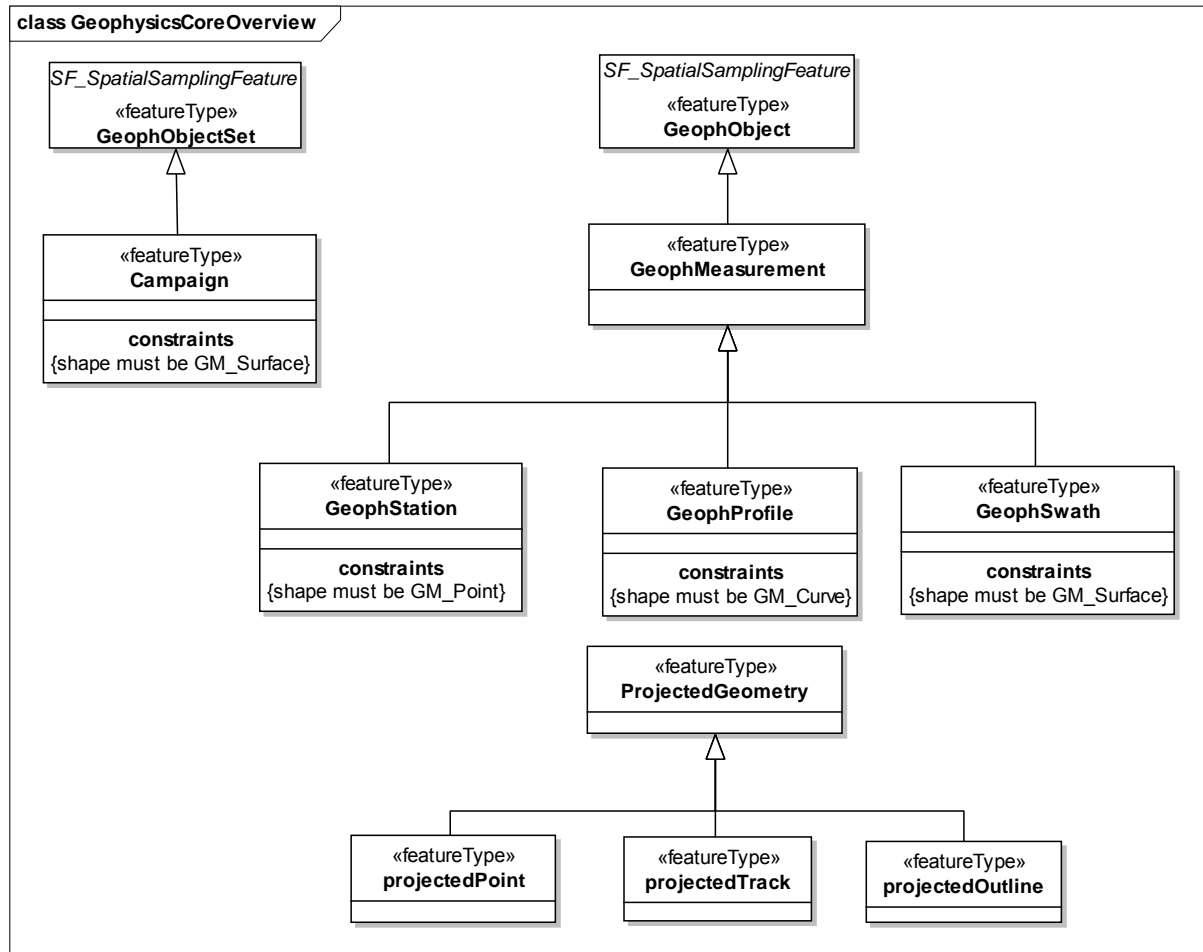 class GeophysicsCoreOverview
SF_SpatialSamplingFeature
«featureType»
GeophObjectSet
SF_SpatialSamplingFeature
«featureType»
GeophObject
«featureType»
Campaign
constraints
{shape must be GM_Surface}
«featureType»
GeophMeasurement
«featureType»
GeophStation
constraints
{shape must be GM_Point}
«featureType»
GeophProfile
constraints
{shape must be GM_Curve}
«featureType»
GeophSwath
constraints
{shape must be GM_Surface}
«featureType»
ProjectedGeometry
«featureType»
projectedPoint
«featureType»
projectedTrack
«featureType»
projectedOutline